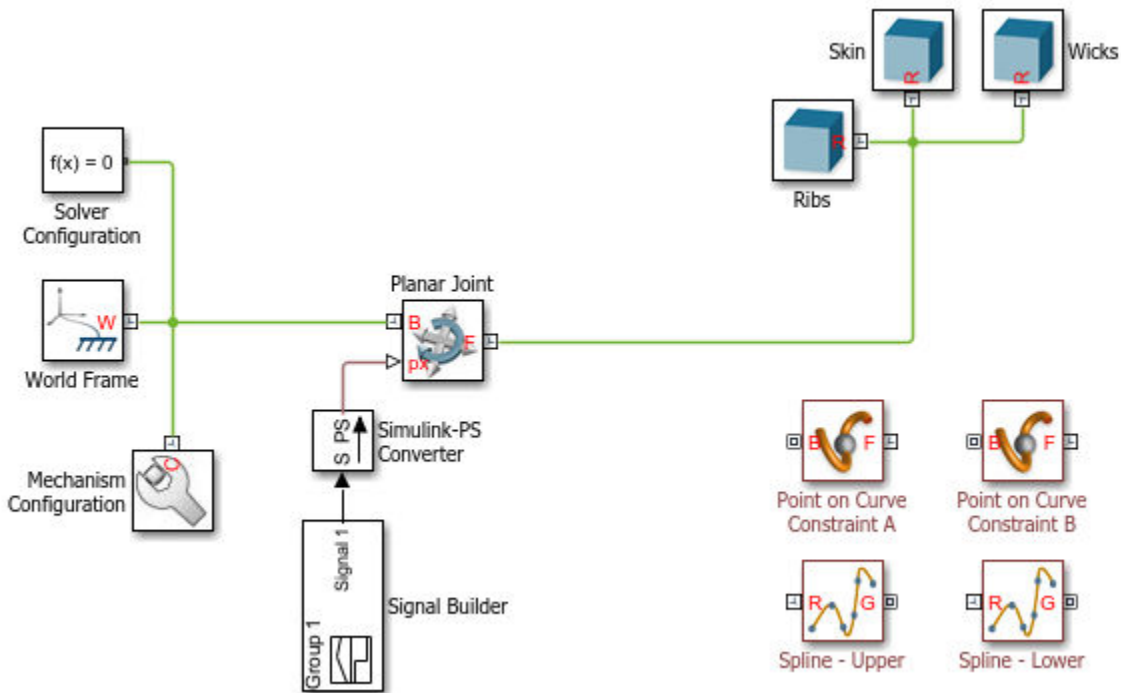 Skin
Wicks
R
R
R
Ribs
f(x) = 0
Solver
Configuration
W
World Frame
Planar Joint
B
F
px
C
Mechanism
Configuration
S PS
Simulink-PS
Converter
Signal 1
Group 1
Signal Builder
B F
Point on Curve
Constraint A
B F
Point on Curve
Constraint B
R G
Spline - Upper
R G
Spline - Lower